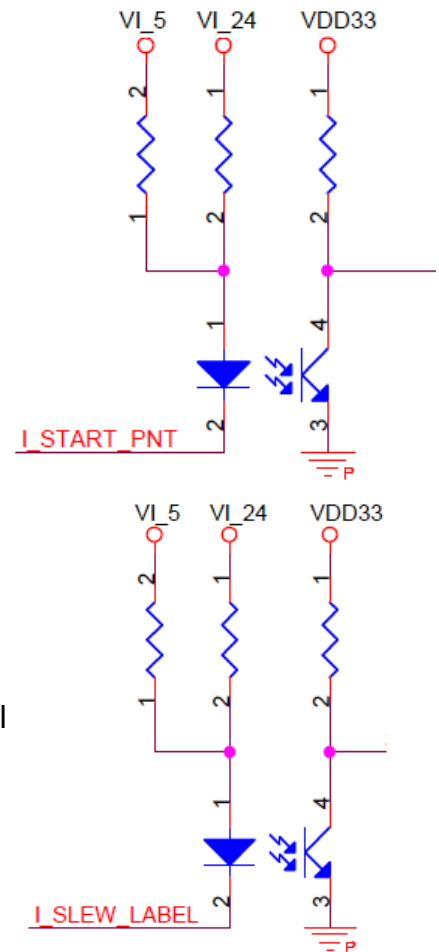 VI_5 VI_24 VDD33
2 1 1
1 2 2
1 4
2 3
I_START_PNT
P
VI_5 VI_24 VDD33
2 1 1
1 2 2
l
1 4
2 3
I_SLEW_LABEL
P